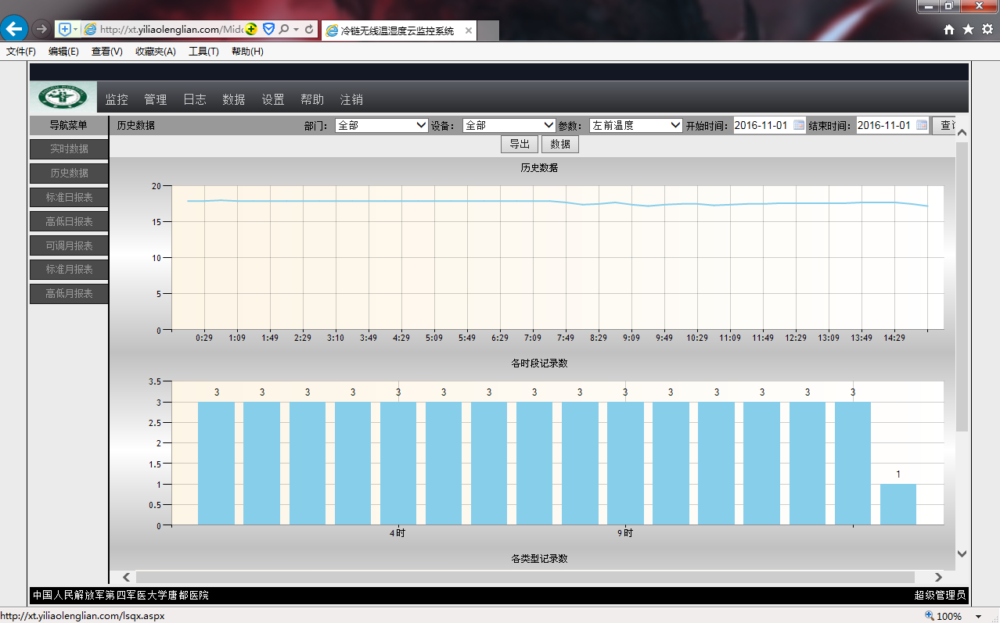 http://xt.yiliaolenglian.com/Mid
冷链无线温湿度云监控系统
文件(F) 编辑(E) 查看(V) 收藏夹(A) 工具(T) 帮助(H)
监控 管理 日志 数据 设置 帮助 注销
导航菜单
实时数据
历史数据
标准日报表
高低日报表
可调月报表
标准月报表
高低月报表
历史数据 部门: 全部 设备: 全部 参数: 左前温度 开始时间: 2016-11-01 结束时间: 2016-11-01 查
导出 数据
历史数据
20
15
10
5
0
0:29 1:09 1:49 2:29 3:10 3:49 4:29 5:09 5:49 6:29 7:09 7:49 8:29 9:09 9:49 10:29 11:09 11:49 12:29 13:09 13:49 14:29
各时段记录数
3.5
3
2.5
2
1.5
1
0.5
0
3 3 3 3 3 3 3 3 3 3 3 3 3 3 3 1
4时 9时
各类型记录数
中国人民解放军第四军医大学唐都医院
超级管理员
http://xt.yiliaolenglian.com/lsqx.aspx
100%